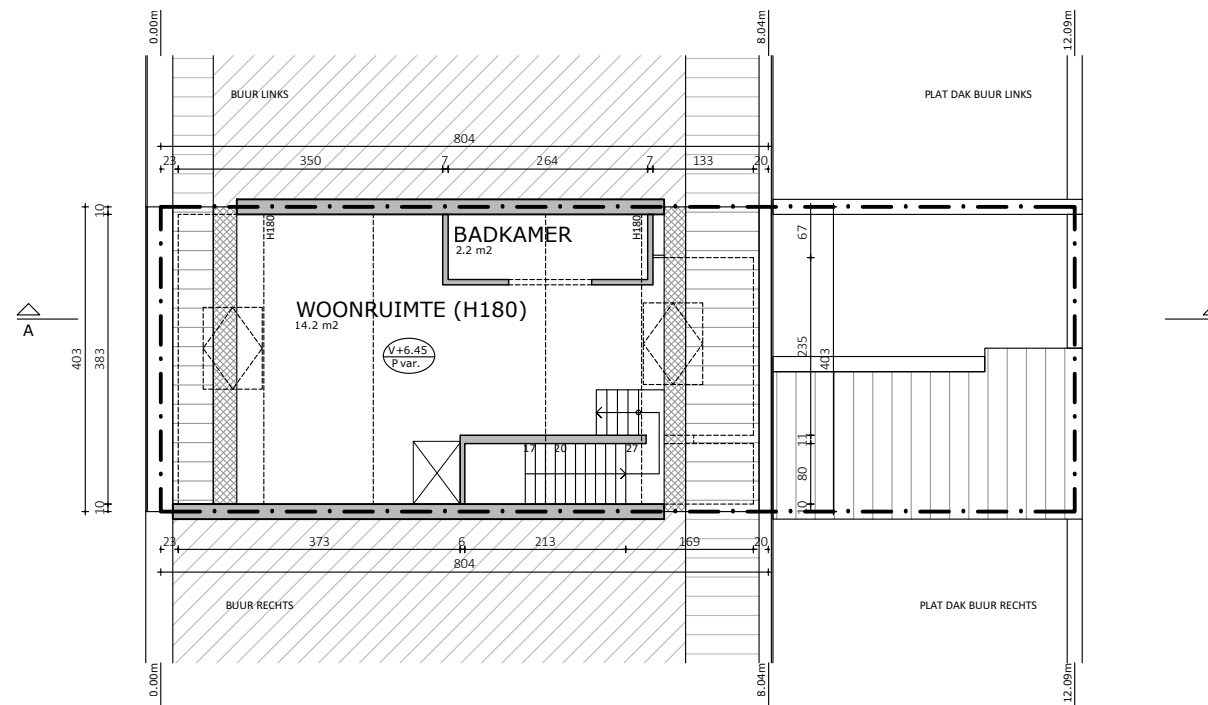 0.00m
8.04m
12.09m
BUUR LINKS
PLAT DAK BUUR LINKS
804
23
350
7
264
7
133
20
10
H180
BADKAMER
2.2 m2
H180
67
WOONRUIMTE (H180)
14.2 m2
A
403
383
V+6.45
P var.
235
403
17
20
27
11
80
10
10
23
373
6
213
169
20
804
BUUR RECHTS
PLAT DAK BUUR RECHTS
0.00m
8.04m
12.09m